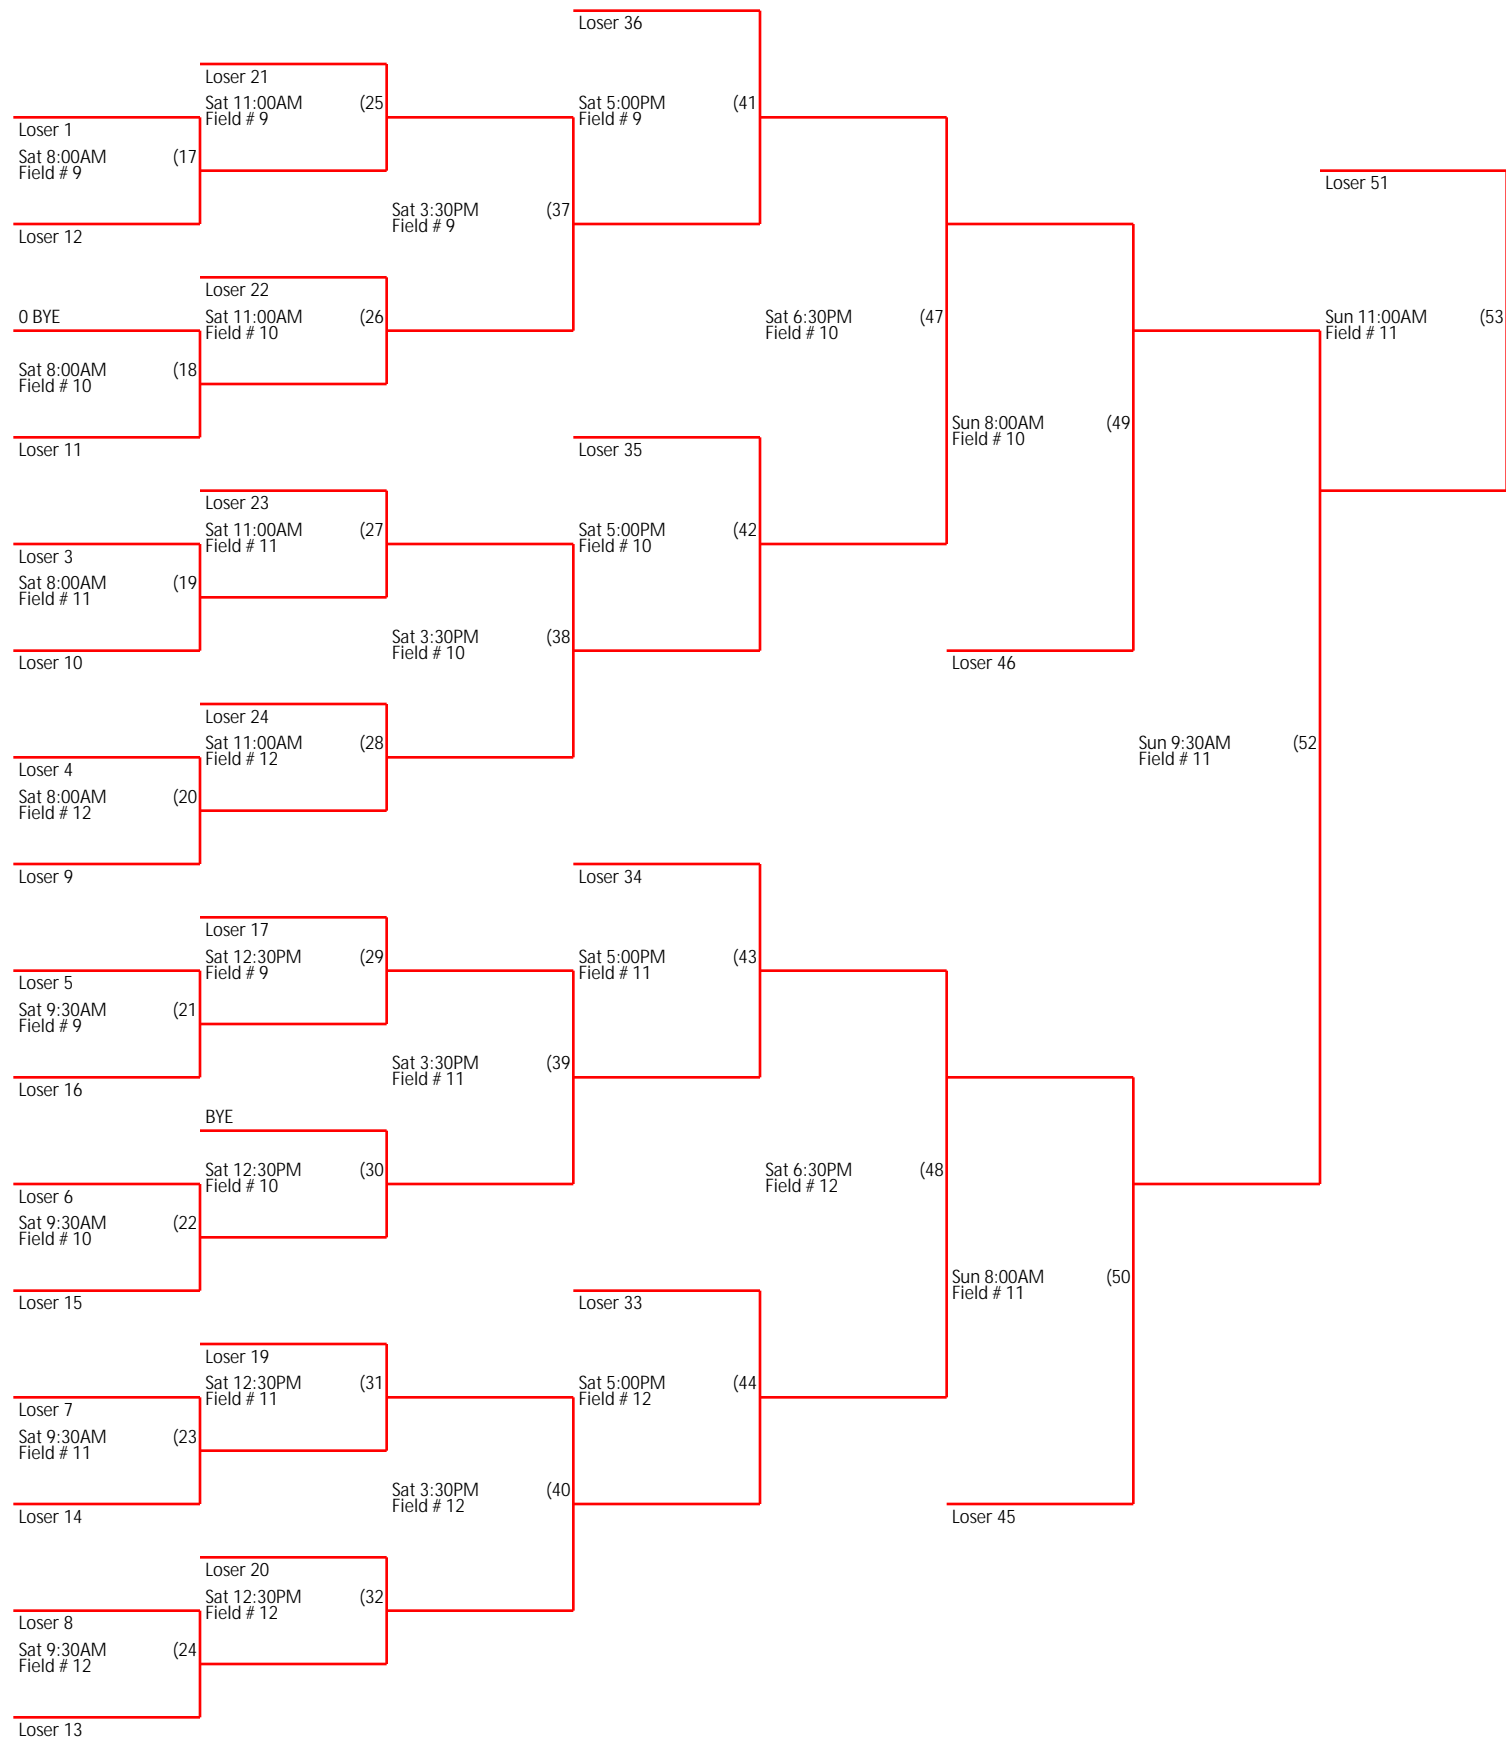 Loser 36
Loser 21
Sat 11:00AM (25
Field # 9
Sat 5:00PM (41
Field # 9
Loser 1
Sat 8:00AM (17
Field # 9
Loser 51
Sat 3:30PM (37
Field # 9
Loser 12
Loser 22
0 BYE
Sat 11:00AM (26
Field # 10
Sat 6:30PM (47
Field # 10
Sun 11:00AM (53
Field # 11
Sat 8:00AM (18
Field # 10
Sun 8:00AM (49
Field # 10
Loser 11
Loser 35
Loser 23
Sat 11:00AM (27
Field # 11
Sat 5:00PM (42
Field # 10
Loser 3
Sat 8:00AM (19
Field # 11
Sat 3:30PM (38
Field # 10
Loser 10
Loser 46
Loser 24
Sat 11:00AM (28
Field # 12
Sun 9:30AM (52
Field # 11
Loser 4
Sat 8:00AM (20
Field # 12
Loser 9
Loser 34
Loser 17
Sat 12:30PM (29
Field # 9
Sat 5:00PM (43
Field # 11
Loser 5
Sat 9:30AM (21
Field # 9
Sat 3:30PM (39
Field # 11
Loser 16
BYE
Sat 12:30PM (30
Field # 10
Sat 6:30PM (48
Field # 12
Loser 6
Sat 9:30AM (22
Field # 10
Sun 8:00AM (50
Field # 11
Loser 15
Loser 33
Loser 19
Sat 12:30PM (31
Field # 11
Sat 5:00PM (44
Field # 12
Loser 7
Sat 9:30AM (23
Field # 11
Sat 3:30PM (40
Field # 12
Loser 14
Loser 45
Loser 20
Sat 12:30PM (32
Field # 12
Loser 8
Sat 9:30AM (24
Field # 12
Loser 13